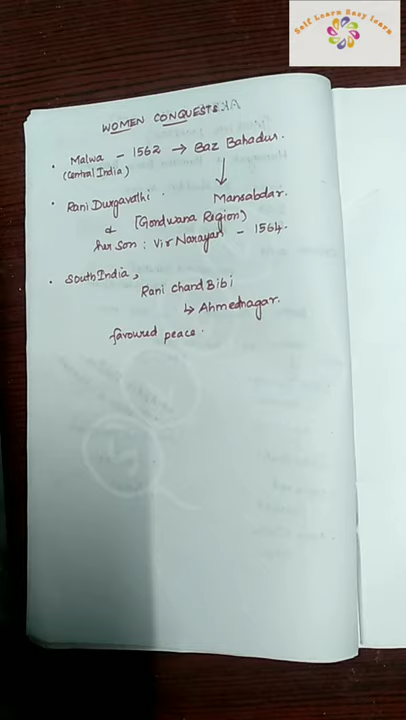 Self Learn Easy learn
WOMEN CONQUESTS
• Malwa - 1562 → Baz Bahadur.
(Central India)
↓
• Rani Durgavathi. Mansabdar.
& [Gondwana Region)
her son : Vir Narayan - 1564.
• South India,
Rani chand Bibi
↳ Ahmednagar.
favoured peace.